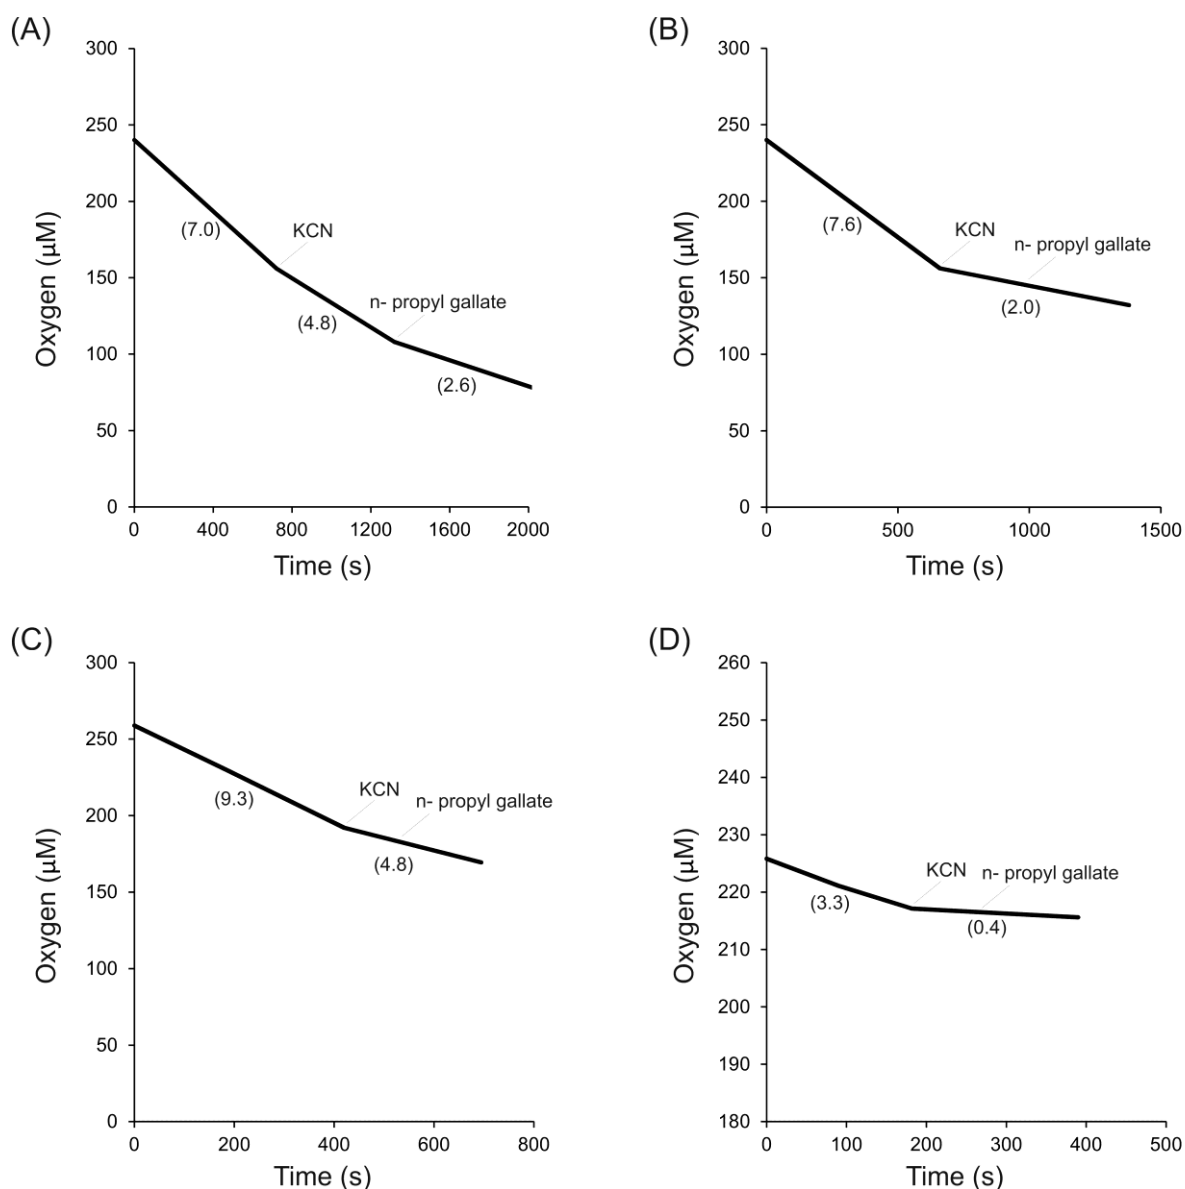 (A)
300
250
200
150
100
50
0
Oxygen (µM)
(7.0)
KCN
(4.8)
n- propyl gallate
(2.6)
0 400 800 1200 1600 2000
Time (s)
(B)
300
250
200
150
100
50
0
Oxygen (µM)
(7.6)
KCN
n- propyl gallate
(2.0)
0 500 1000 1500
Time (s)
(C)
300
250
200
150
100
50
0
Oxygen (µM)
(9.3)
KCN
n- propyl gallate
(4.8)
0 200 400 600 800
Time (s)
(D)
260
250
240
230
220
210
200
190
180
Oxygen (µM)
(3.3)
KCN
n- propyl gallate
(0.4)
0 100 200 300 400 500
Time (s)